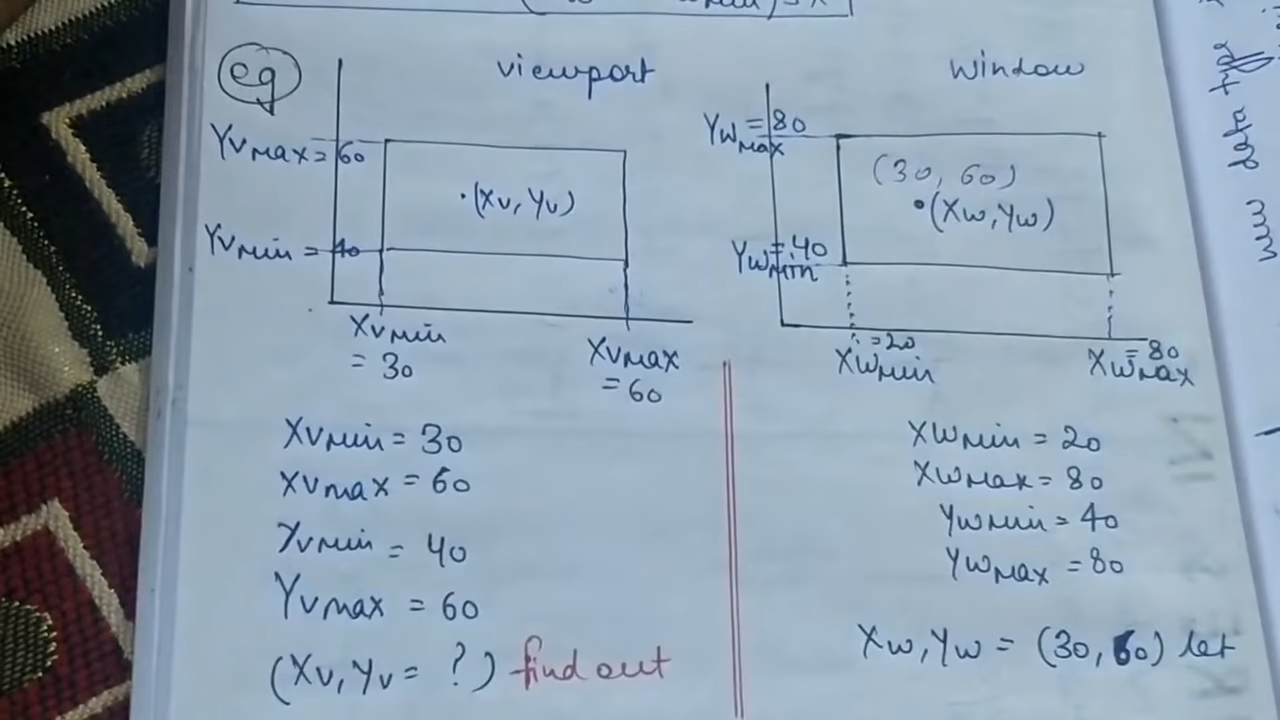 eg
viewport
window
YvMax = 60
YvMin = 40
.(Xv, Yv)
XvMin
= 30
XvMax
= 60
YwMax = 80
(30, 60)
.(Xw, Yw)
YwMin = 40
XwMin = 20
XwMax = 80
XvMin = 30
XvMax = 60
YvMin = 40
YvMax = 60
(Xv, Yv = ?) find out
XwMin = 20
XwMax = 80
YwMin = 40
YwMax = 80
Xw, Yw = (30, 60) let
data type